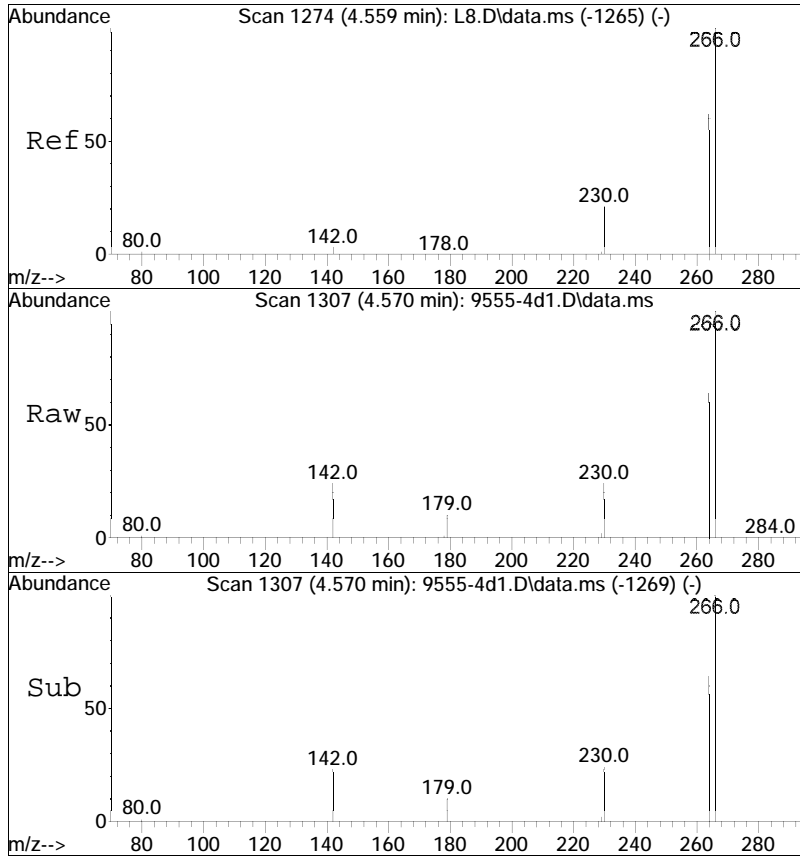 Abundance Scan 1274 (4.559 min): L8.D\data.ms (-1265) (-)
266.0
Ref 50
230.0
80.0 142.0 178.0
0
m/z--> 80 100 120 140 160 180 200 220 240 260 280
Abundance Scan 1307 (4.570 min): 9555-4d1.D\data.ms
266.0
Raw 50
142.0 230.0
179.0
80.0 284.0
0
m/z--> 80 100 120 140 160 180 200 220 240 260 280
Abundance Scan 1307 (4.570 min): 9555-4d1.D\data.ms (-1269) (-)
266.0
Sub 50
142.0 230.0
179.0
80.0
0
m/z--> 80 100 120 140 160 180 200 220 240 260 280